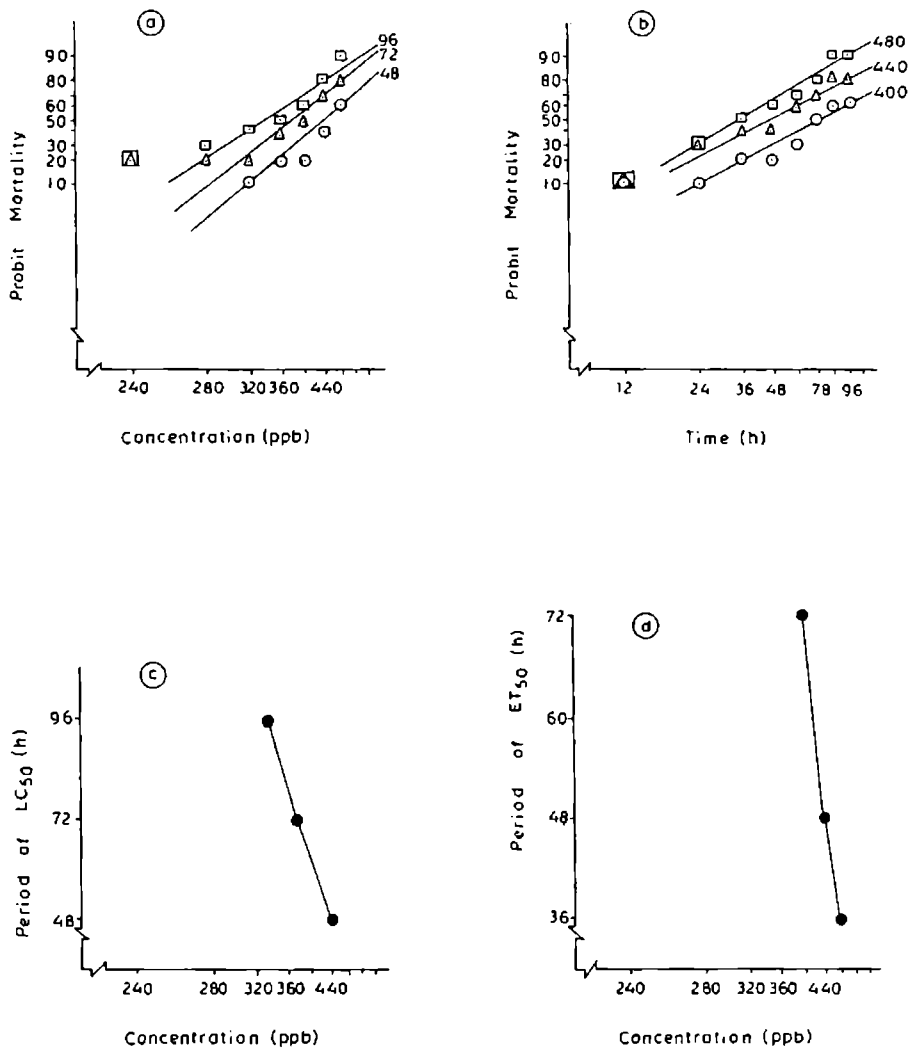 a
90
80
60
50
30
20
10
96
72
48
Probit Mortality
240 280 320 360 440
Concentration (ppb)
b
90
80
60
50
30
20
10
480
440
400
Probit Mortality
12 24 36 48 78 96
Time (h)
c
96
72
48
Period of LC50 (h)
240 280 320 360 440
Concentration (ppb)
d
72
60
48
36
Period of ET50 (h)
240 280 320 360 440
Concentration (ppb)